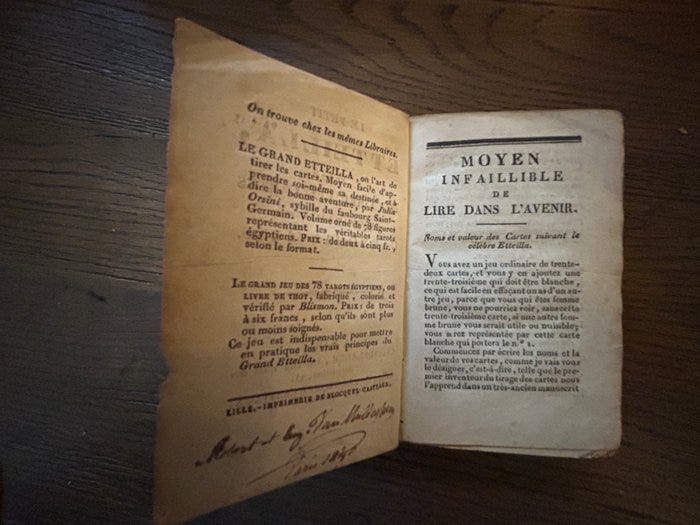 On trouve chez les mêmes Libraires.
LE GRAND ETTEILLA, ou l'art de
tirer les cartes. Moyen facile d'ap-
prendre soi-même sa destinée, et à
dire la bonne aventure, par Julia
Orsini, sybille du faubourg Saint-
Germain. Volume orné de 78 figures
représentant les véritables tarots
égyptiens. PRIX : de deux à cinq fr.,
selon le format.
LE GRAND JEU DES 78 TAROTS ÉGYPTIENS, ou
LIVRE DE THOT, fabriqué, colorié et
vérifié par Blismon. PRIX : de trois
à six francs, selon qu'ils sont plus
ou moins soignés.
Ce jeu est indispensable pour mettre
en pratique les vrais principes du
Grand Etteilla.
LILLE.—IMPRIMERIE DE BLOCQUEL-CASTIAUX.
MOYEN
INFAILLIBLE
DE
LIRE DANS L'AVENIR.
Noms et valeur des Cartes suivant le
célèbre Etteilla.
Vous avez un jeu ordinaire de trente-
deux cartes, et vous y en ajoutez une
trente-troisième qui doit être blanche,
ce qui est facile en effaçant un as d'un au-
tre jeu, parce que vous qui êtes femme
brune, vous ne pourriez voir, sans cette
trente-troisième carte, si une autre fem-
me brune vous serait utile ou nuisible;
vous serez représentée par cette carte
blanche qui portera le n.° 1.
Commencez par écrire les noms et la
valeur de vos cartes, comme je vais vous
le désigner, c'est-à-dire, telle que le pre-
mier inventeur du tirage des cartes nous
l'apprend dans un très-ancien manuscrit